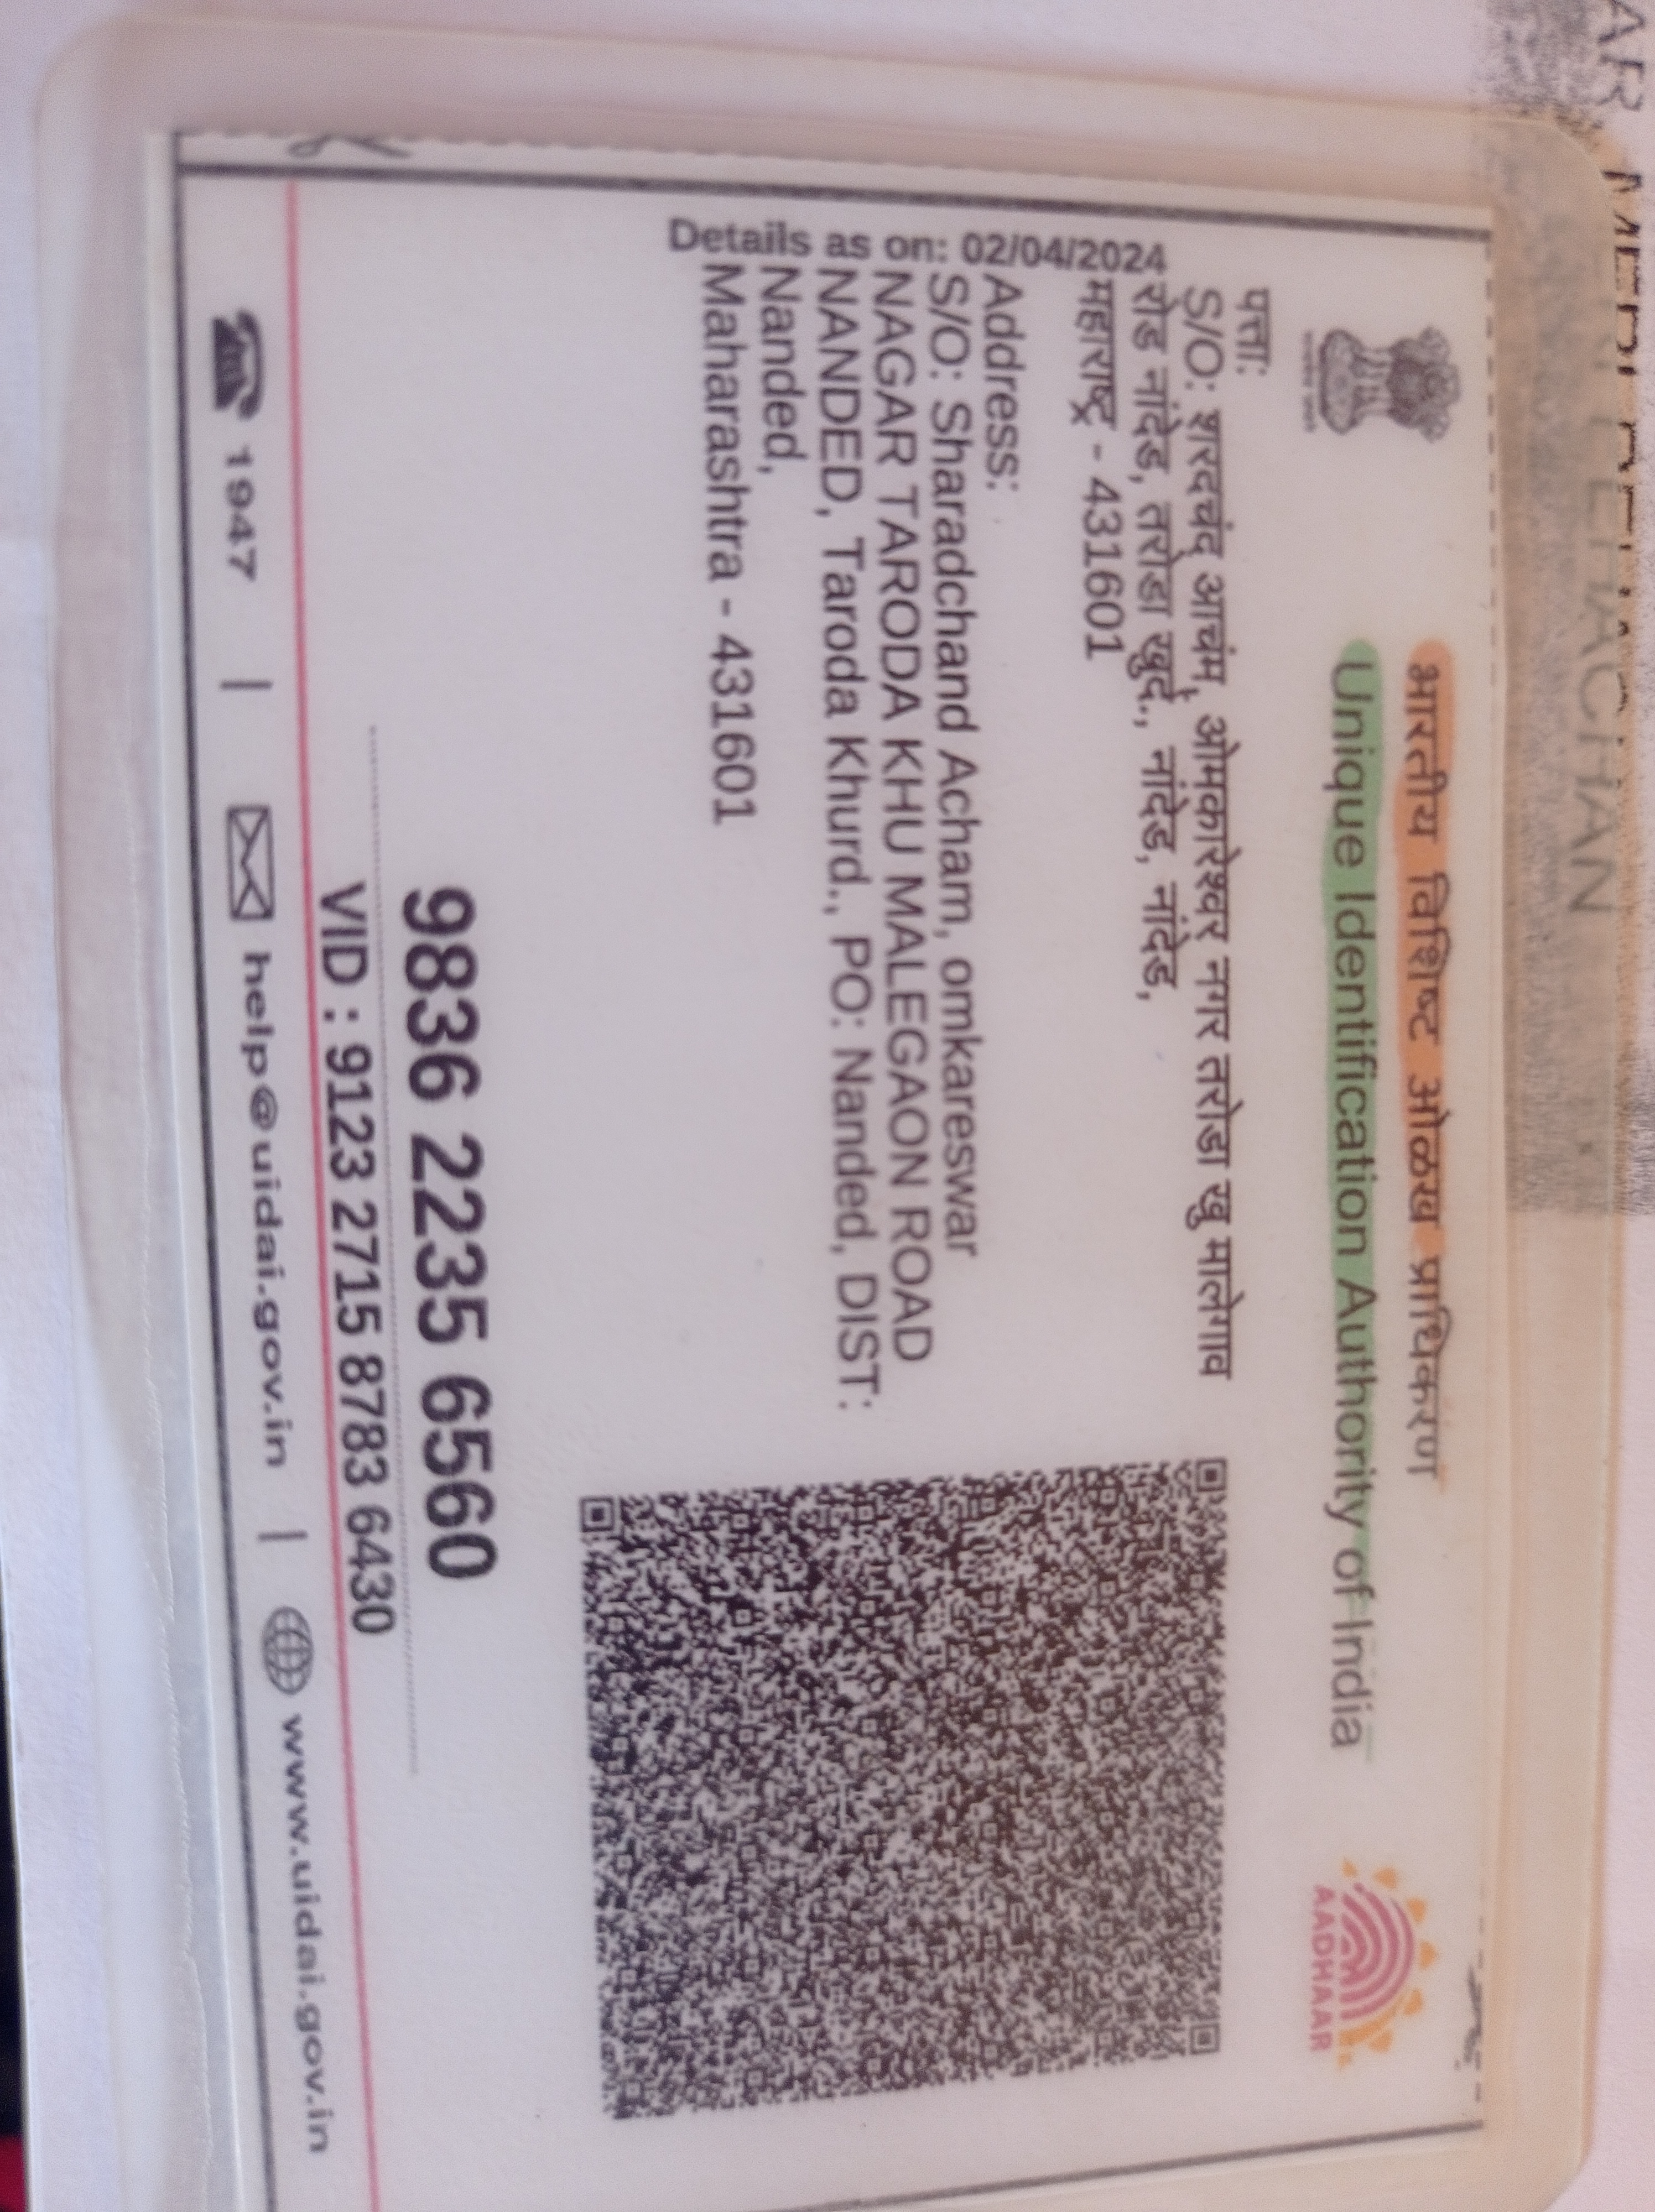 भारतीय विशिष्ट ओळख प्राधिकरण
Unique Identification Authority of India
AADHAAR
Details as on: 02/04/2024
पत्ता:
S/O: शरदचंद आचंम, ओमकारेश्वर नगर तरोडा खु मालेगाव
रोड नांदेड, तरोडा खुर्द., नांदेड, नांदेड,
महाराष्ट्र - 431601
Address:
S/O: Sharadchand Acham, omkareswar
NAGAR TARODA KHU MALEGAON ROAD
NANDED, Taroda Khurd., PO: Nanded, DIST:
Nanded,
Maharashtra - 431601
9836 2235 6560
VID : 9123 2715 8783 6430
1947 | help@uidai.gov.in | www.uidai.gov.in